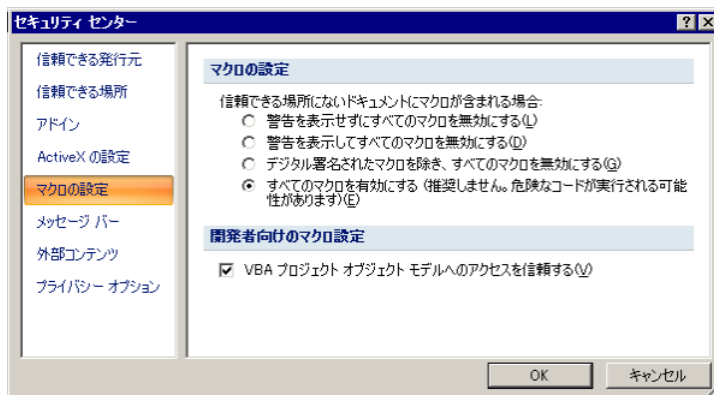 セキュリティ センター
信頼できる発行元
信頼できる場所
アドイン
ActiveX の設定
マクロの設定
メッセージ バー
外部コンテンツ
プライバシー オプション
マクロの設定
信頼できる場所にないドキュメントにマクロが含まれる場合:
警告を表示せずにすべてのマクロを無効にする(L)
警告を表示してすべてのマクロを無効にする(D)
デジタル署名されたマクロを除き、すべてのマクロを無効にする(G)
すべてのマクロを有効にする (推奨しません。危険なコードが実行される可能
性があります)(E)
開発者向けのマクロ設定
VBA プロジェクト オブジェクト モデルへのアクセスを信頼する(V)
OK
キャンセル